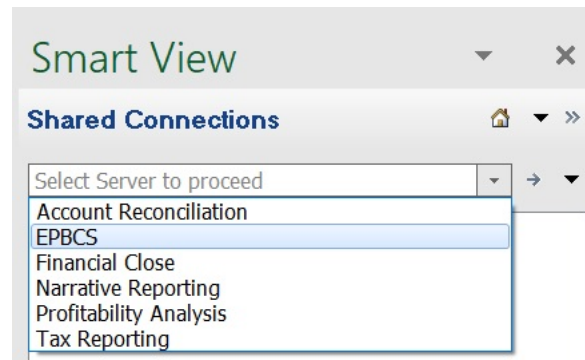 Smart View
Shared Connections
Select Server to proceed
Account Reconciliation
EPBCS
Financial Close
Narrative Reporting
Profitability Analysis
Tax Reporting